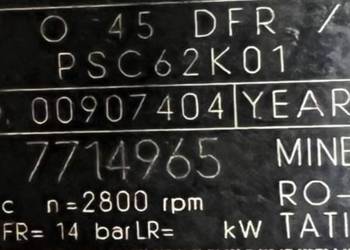 O 45 DFR /
PSC62K01
00907404 YEAR
7714965 MINE
c n=2800 rpm RO-
FR= 14 bar LR= kW TATI